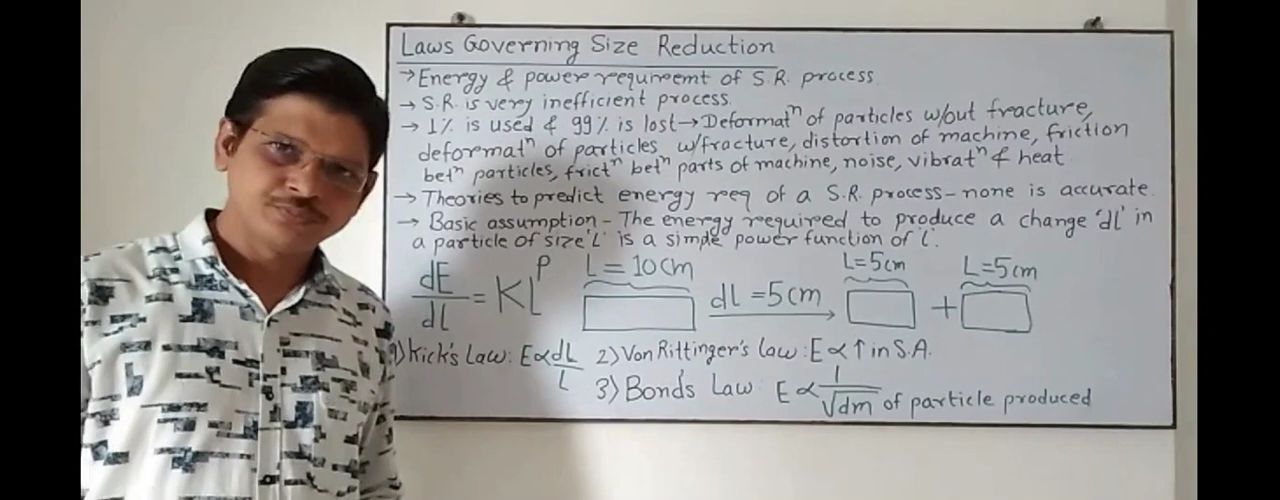 Laws Governing Size Reduction
→ Energy & power requirement of S.R. process
→ S.R. is very inefficient process.
→ 1% is used & 99% is lost → Deformatⁿ of particles w/out fracture,
deformatⁿ of particles w/fracture, distortion of machine, friction
betⁿ particles, frictⁿ betⁿ parts of machine, noise, vibratⁿ & heat
→ Theories to predict energy req of a S.R. process - none is accurate.
→ Basic assumption - The energy required to produce a change 'dl' in
a particle of size 'L' is a simple power function of 'L'.
dE/dl = KL^P L = 10cm dl = 5cm L=5cm + L=5cm
1) Kick's Law: E∝dL/L 2) Von Rittinger's law: E ∝ ↑ in S.A.
3) Bond's Law: E ∝ 1/√dm of particle produced